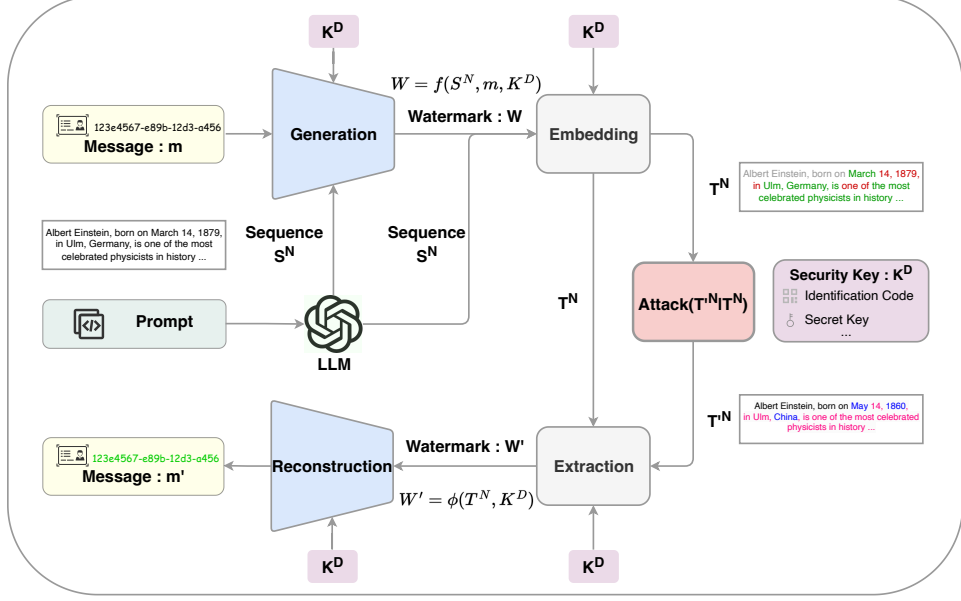 K^D
K^D
W = f(S^N, m, K^D)
123e4567-e89b-12d3-a456
Message : m
Generation
Watermark : W
Embedding
T^N
Albert Einstein, born on March 14, 1879,
in Ulm, Germany, is one of the most
celebrated physicists in history ...
Albert Einstein, born on March 14, 1879,
in Ulm, Germany, is one of the most
celebrated physicists in history ...
Sequence
S^N
Sequence
S^N
T^N
Attack(T'^N|T^N)
Security Key : K^D
Identification Code
Secret Key
...
Prompt
LLM
T'^N
Albert Einstein, born on May 14, 1860,
in Ulm, China, is one of the most celebrated
physicists in history ...
123e4567-e89b-12d3-a456
Message : m'
Reconstruction
Watermark : W'
W' = ϕ(T^N, K^D)
Extraction
K^D
K^D